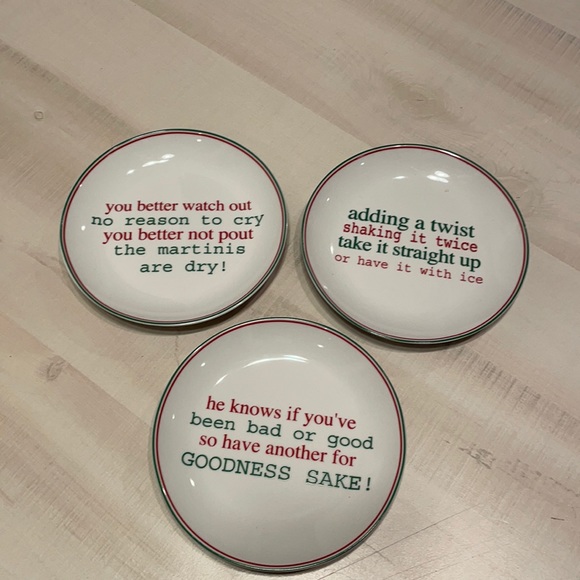 you better watch out
no reason to cry
you better not pout
the martinis
are dry!
adding a twist
shaking it twice
take it straight up
or have it with ice
he knows if you've
been bad or good
so have another for
GOODNESS SAKE!